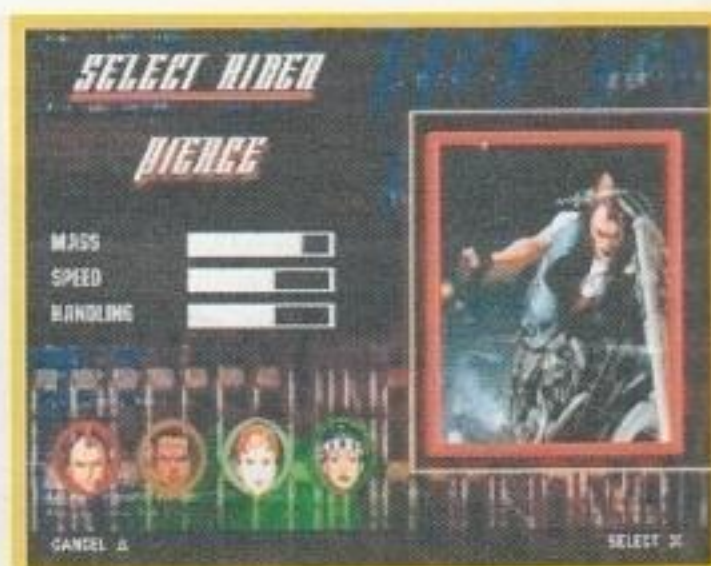 SELECT RIDER
PIERCE
MASS
SPEED
HANDLING
CANCEL △
SELECT X